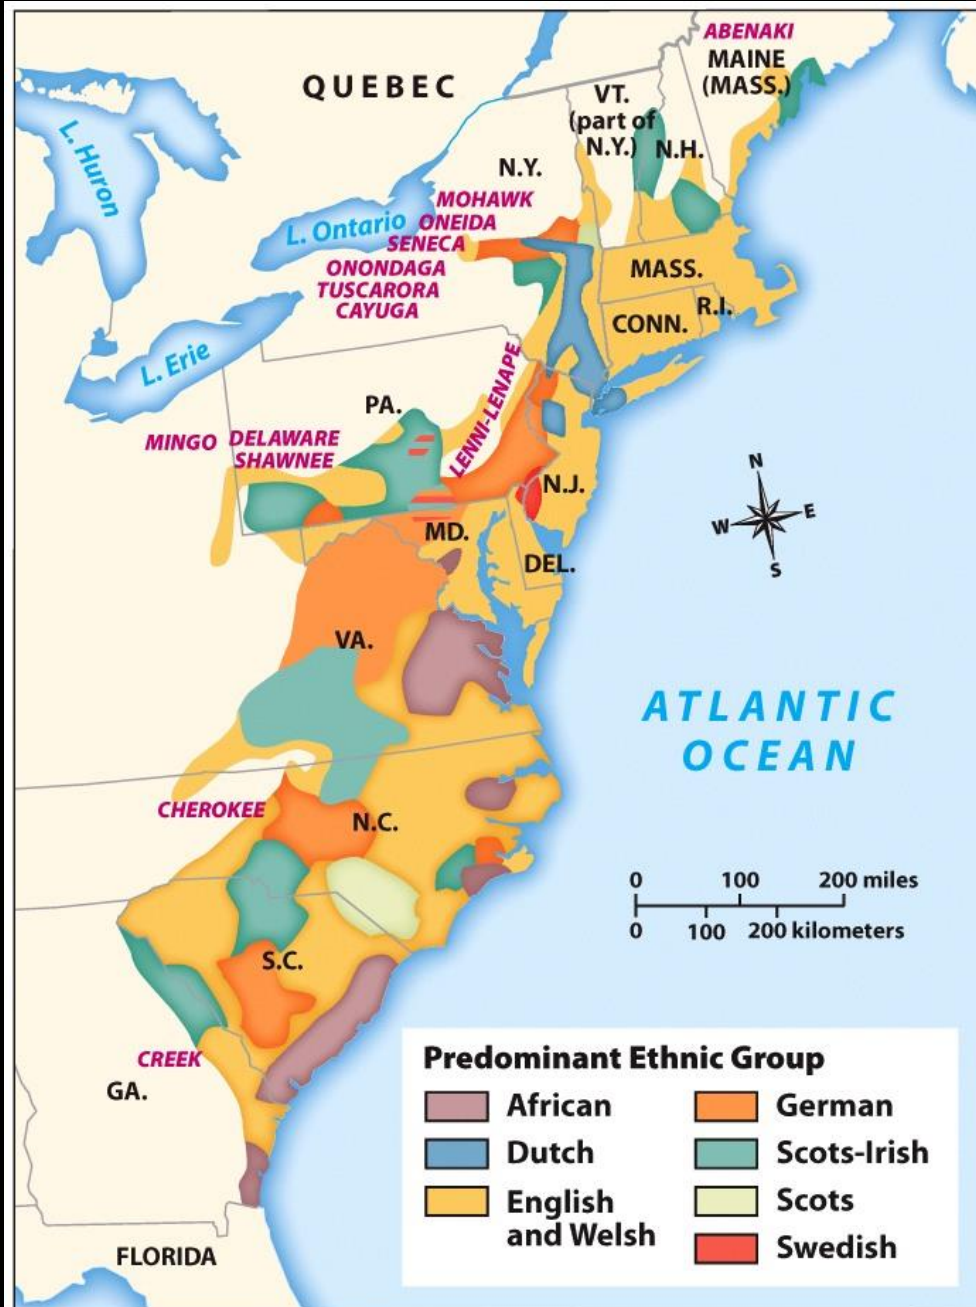 ABENAKI
MAINE
(MASS.)
QUEBEC
VT.
(part of
N.Y.)
N.H.
N.Y.
L. Huron
MOHAWK
L. Ontario
ONEIDA
SENECA
ONONDAGA
TUSCARORA
CAYUGA
MASS.
R.I.
CONN.
L. Erie
LENNI-LENAPE
PA.
MINGO
DELAWARE
SHAWNEE
N.J.
MD.
DEL.
N
W
E
S
VA.
ATLANTIC
OCEAN
CHEROKEE
N.C.
0 100 200 miles
0 100 200 kilometers
S.C.
CREEK
GA.
FLORIDA
Predominant Ethnic Group
African
Dutch
English
and Welsh
German
Scots-Irish
Scots
Swedish